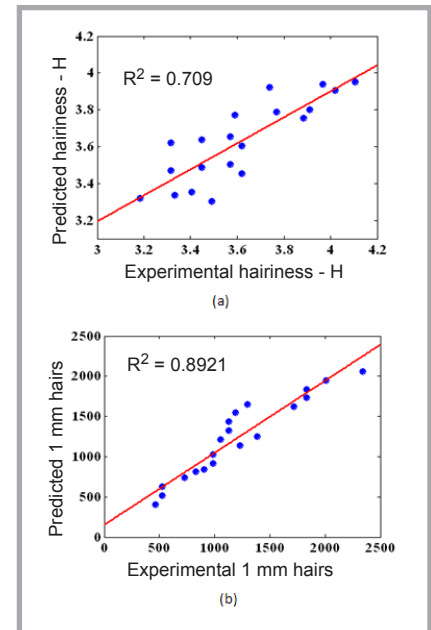 4.2
4
3.8
3.6
3.4
3.2
R² = 0.709
Predicted hairiness - H
3 3.2 3.4 3.6 3.8 4 4.2
Experimental hairiness - H
(a)
2500
2000
1500
1000
500
0
R² = 0.8921
Predicted 1 mm hairs
0 500 1000 1500 2000 2500
Experimental 1 mm hairs
(b)